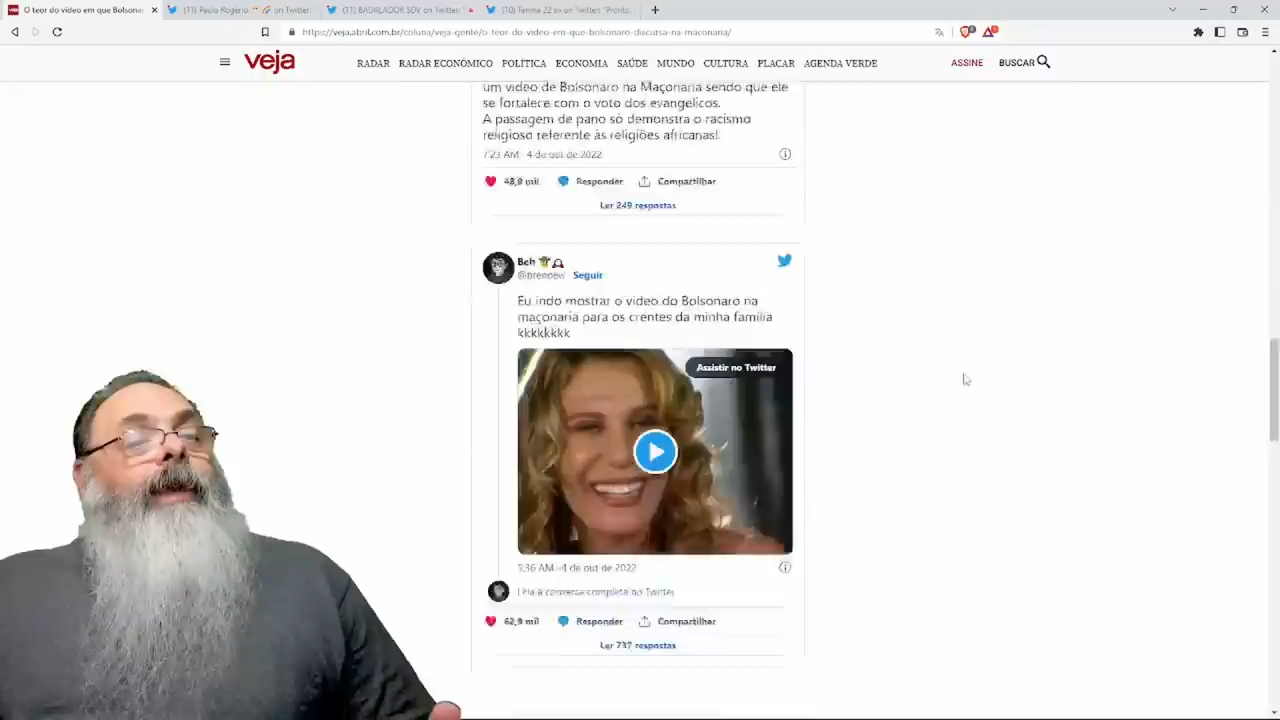 O teor do vídeo em que Bolsona
(11) Paulo Rogério
on Twitter:
(11) BADALADOR SDV on Twitter: "
(10) Temma 22 on Twitter "Pronto,
https://veja.abril.com.br/coluna/veja-gente/o-teor-do-video-em-que-bolsonaro-discursa-na-maconaria/
veja
RADAR RADAR ECONÔMICO POLÍTICA ECONOMIA SAÚDE MUNDO CULTURA PLACAR AGENDA VERDE
ASSINE BUSCAR
um vídeo de Bolsonaro na Maçonaria sendo que ele
se fortalece com o voto dos evangélicos.
A passagem de pano só demonstra o racismo
religioso referente às religiões africanas!
7:23 AM · 4 de out de 2022
48,9 mil Responder Compartilhar
Ler 249 respostas
Beh
Seguir
Eu indo mostrar o vídeo do Bolsonaro na
maçonaria para os crentes da minha família
kkkkkkkk
Assistir no Twitter
5:36 AM · 4 de out de 2022
Leia a conversa completa no Twitter
62,9 mil Responder Compartilhar
Ler 737 respostas